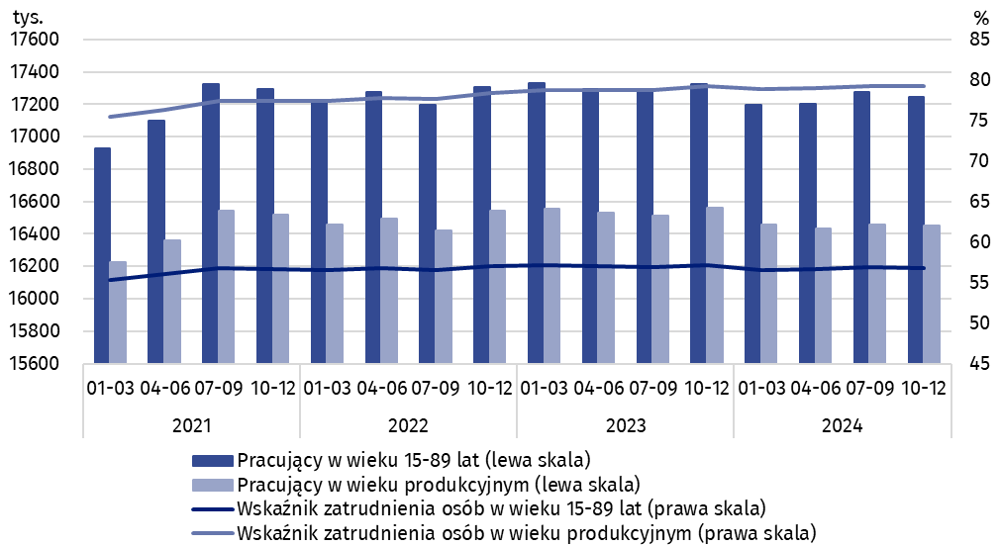 tys. %
17600 85
17400 80
17200 75
17000 70
16800 65
16600 60
16400 55
16200 50
16000 45
15800
15600
01-03 04-06 07-09 10-12 01-03 04-06 07-09 10-12 01-03 04-06 07-09 10-12 01-03 04-06 07-09 10-12
2021 2022 2023 2024
Pracujący w wieku 15-89 lat (lewa skala)
Pracujący w wieku produkcyjnym (lewa skala)
Wskaźnik zatrudnienia osób w wieku 15-89 lat (prawa skala)
Wskaźnik zatrudnienia osób w wieku produkcyjnym (prawa skala)